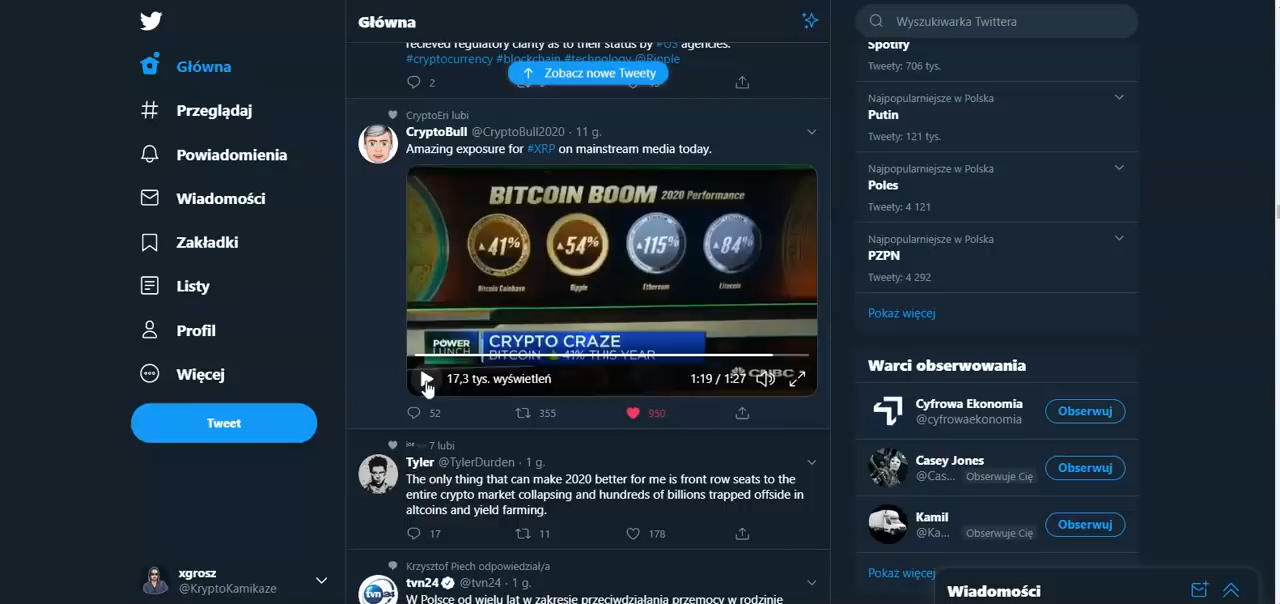 Główna
Przeglądaj
Powiadomienia
Wiadomości
Zakładki
Listy
Profil
Więcej
Tweet
xgrosz
@KryptoKamikaze
Główna
recieved regulatory clarity as to their status by #US agencies.
#cryptocurrency #blockchain #technology @Ripple
Zobacz nowe Tweety
2
CryptoEri lubi
CryptoBull @CryptoBull2020 · 11 g.
Amazing exposure for #XRP on mainstream media today.
BITCOIN BOOM 2020 Performance
41% 54% 115% 84%
Bitcoin Coinbase Ripple Ethereum Litecoin
POWER LUNCH
CRYPTO CRAZE
BITCOIN 41% THIS YEAR
CNBC
17,3 tys. wyświetleń 1:19 / 1:27
52 355 950
7 lubi
Tyler @TylerDurden · 1 g.
The only thing that can make 2020 better for me is front row seats to the
entire crypto market collapsing and hundreds of billions trapped offside in
altcoins and yield farming.
17 11 178
Krzysztof Piech odpowiedział/a
tvn24 @tvn24 · 1 g.
W Polsce od wielu lat w zakresie przeciwdziałania przemocy w rodzinie
Wyszukiwarka Twittera
Spotify
Tweety: 706 tys.
Najpopularniejsze w Polska
Putin
Tweety: 121 tys.
Najpopularniejsze w Polska
Poles
Tweety: 4 121
Najpopularniejsze w Polska
PZPN
Tweety: 4 292
Pokaż więcej
Warci obserwowania
Cyfrowa Ekonomia
@cyfrowaekonomia
Obserwuj
Casey Jones
@Cas... Obserwuje Cię
Obserwuj
Kamil
@Ka... Obserwuje Cię
Obserwuj
Pokaż więcej
Wiadomości